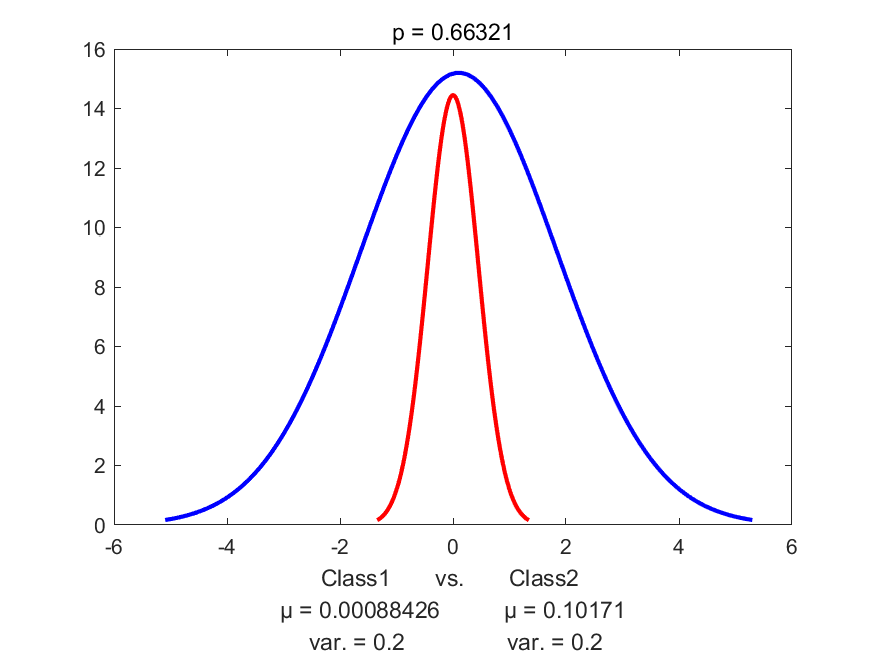 p = 0.66321
16
14
12
10
8
6
4
2
0
-6 -4 -2 0 2 4 6
Class1 vs. Class2
μ = 0.00088426 μ = 0.10171
var. = 0.2 var. = 0.2